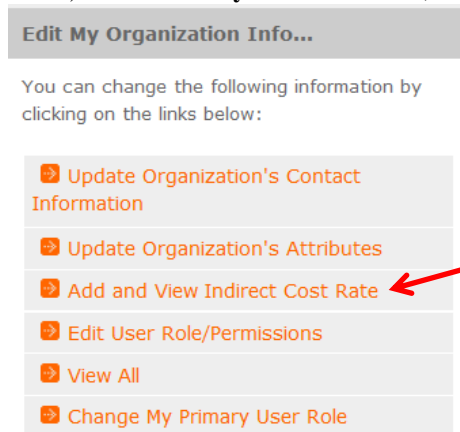 Edit My Organization Info...
You can change the following information by
clicking on the links below:
Update Organization's Contact
Information
Update Organization's Attributes
Add and View Indirect Cost Rate
Edit User Role/Permissions
View All
Change My Primary User Role